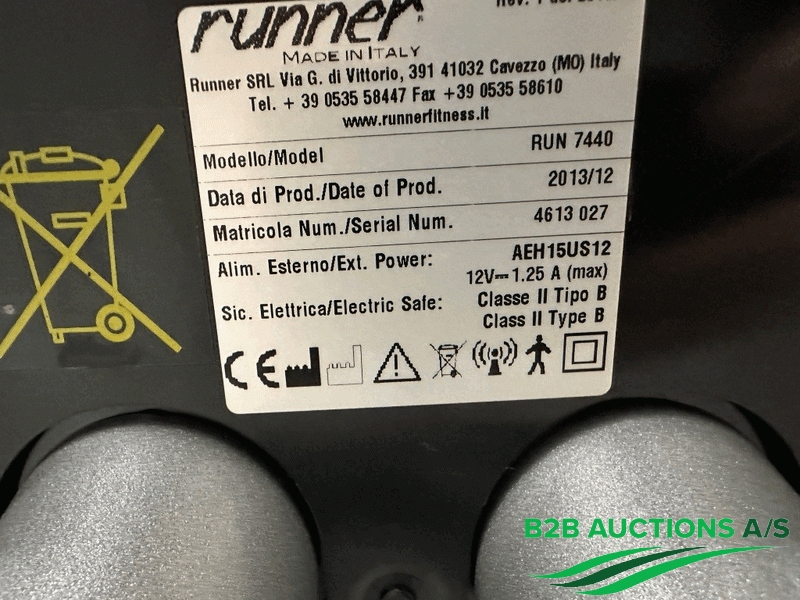 runner
MADE IN ITALY
Runner SRL Via G. di Vittorio, 391 41032 Cavezzo (MO) Italy
Tel. + 39 0535 58447 Fax +39 0535 58610
www.runnerfitness.it
Modello/Model RUN 7440
Data di Prod./Date of Prod. 2013/12
Matricola Num./Serial Num. 4613 027
Alim. Esterno/Ext. Power: AEH15US12
12V⎓1.25 A (max)
Sic. Elettrica/Electric Safe: Classe II Tipo B
Class II Type B
CE
B2B AUCTIONS A/S